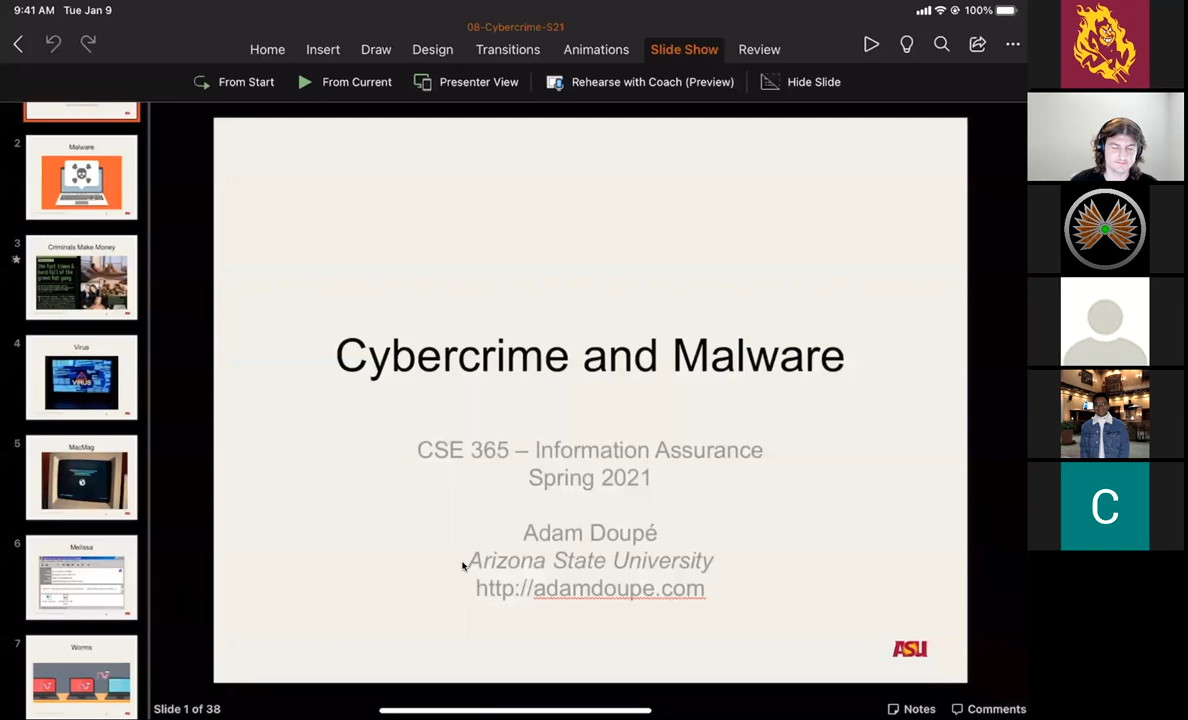 9:41 AM Tue Jan 9
100%
08-Cybercrime-S21
Home Insert Draw Design Transitions Animations Slide Show Review
From Start From Current Presenter View Rehearse with Coach (Preview) Hide Slide
2
Malware
3
Criminals Make Money
4
Virus
VIRUS
5
MacMag
6
Melissa
7
Worms
Cybercrime and Malware
CSE 365 – Information Assurance
Spring 2021
Adam Doupé
Arizona State University
http://adamdoupe.com
ASU
C
Slide 1 of 38
Notes Comments